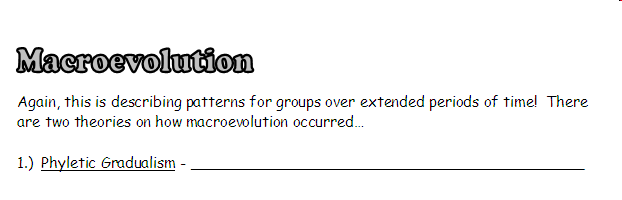 Macroevolution
Again, this is describing patterns for groups over extended periods of time! There
are two theories on how macroevolution occurred...
1.) Phyletic Gradualism - ____________________